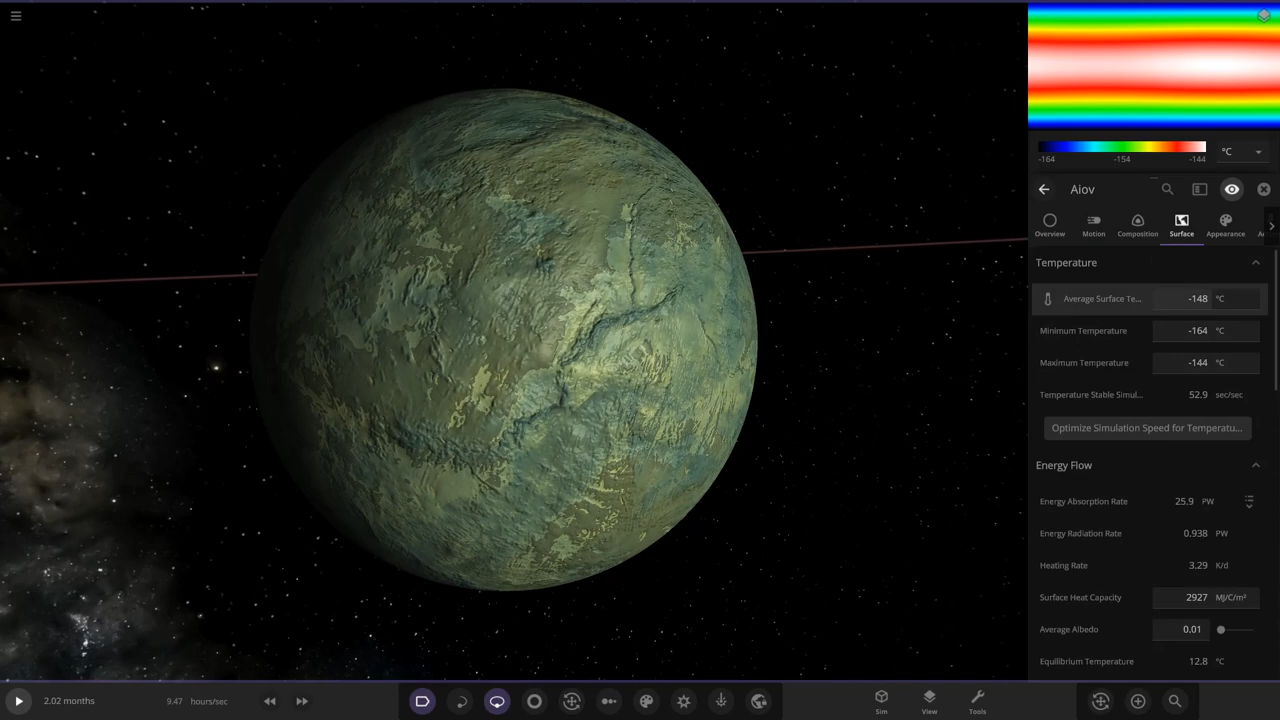 -164 -154 -144 °C
Aiov
Overview Motion Composition Surface Appearance
Temperature
Average Surface Te... -148 °C
Minimum Temperature -164 °C
Maximum Temperature -144 °C
Temperature Stable Simul... 52.9 sec/sec
Optimize Simulation Speed for Temperatu...
Energy Flow
Energy Absorption Rate 25.9 PW
Energy Radiation Rate 0.938 PW
Heating Rate 3.29 K/d
Surface Heat Capacity 2927 MJ/C/m²
Average Albedo 0.01
Equilibrium Temperature 12.8 °C
2.02 months 9.47 hours/sec Sim View Tools